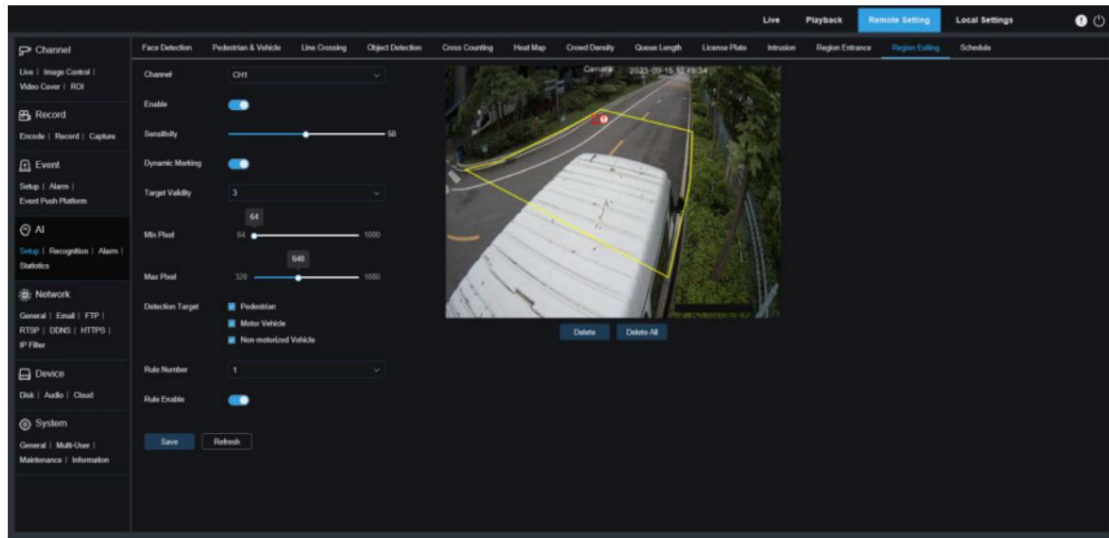 Live Playback Remote Setting Local Settings
Channel
Live | Image Control |
Video Cover | ROI
Record
Encode | Record | Capture
Event
Setup | Alarm |
Event Push Platform
AI
Setup | Recognition | Alarm |
Statistics
Network
General | Email | FTP |
RTSP | DDNS | HTTPS |
IP Filter
Device
Disk | Audio | Cloud
System
General | Multi-User |
Maintenance | Information
Face Detection Pedestrian & Vehicle Line Crossing Object Detection Cross Counting Heat Map Crowd Density Queue Length License Plate Intrusion Region Entrance Region Exiting Schedule
Channel CH1
Enable
Sensitivity 50
Dynamic Marking
Target Validity 3
64
Min Pixel 64 1080
640
Max Pixel 320 1080
Detection Target Pedestrian
Motor Vehicle
Non-motorized Vehicle
Rule Number 1
Rule Enable
Save Refresh
Camera
1
Delete Delete All